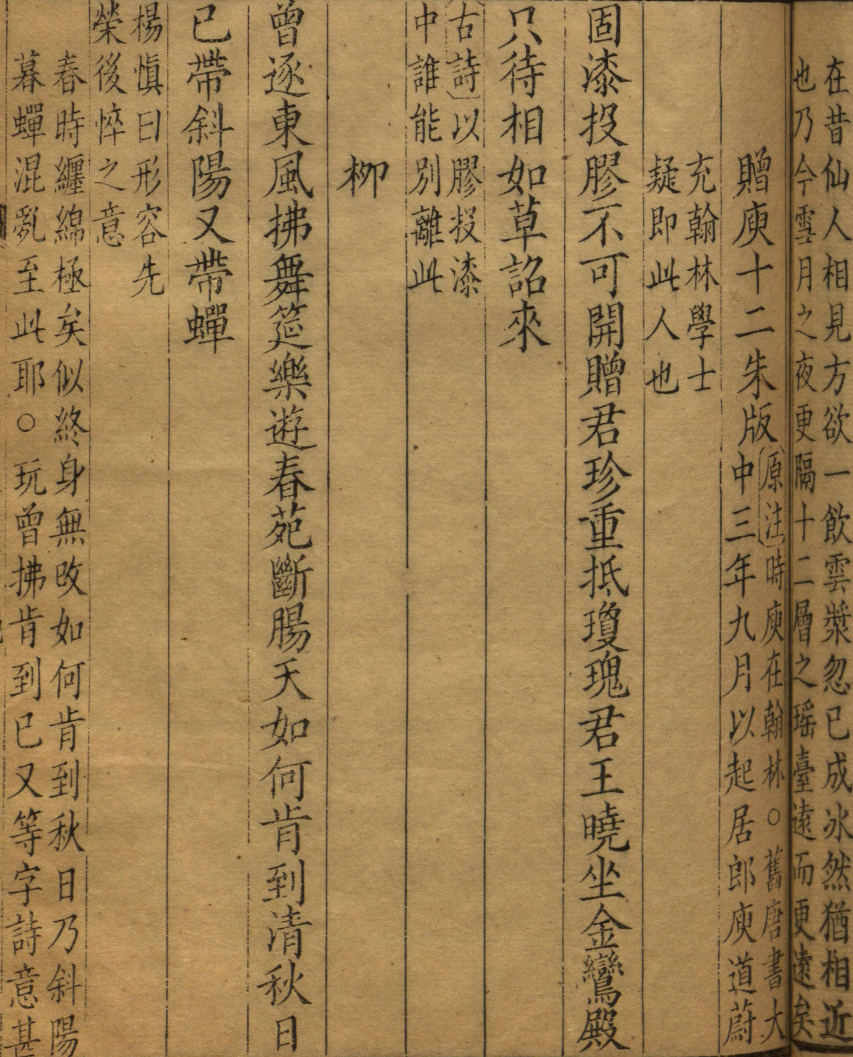 在昔仙人相見方欲一飲雲漿忽已成冰然猶相近
也乃今雪月之夜更隔十二層之瑶臺遠而更遠矣
贈庾十二朱版
原注時庾在翰林○舊唐書大
中三年九月以起居郎庾道蔚
充翰林學士
疑即此人也
固漆投膠不可開贈君珍重抵瓊瑰君王曉坐金鸞殿
只待相如草詔來
古詩以膠投漆
中誰能別離此
柳
曾逐東風拂舞筵樂遊春苑斷腸天如何肯到清秋日
已帶斜陽又帶蟬
楊慎曰形容先
榮後悴之意
春時纏綿極矣似終身無改如何肯到秋日乃斜陽
暮蟬混亂至此耶○玩曾拂肯到已又等字詩意甚